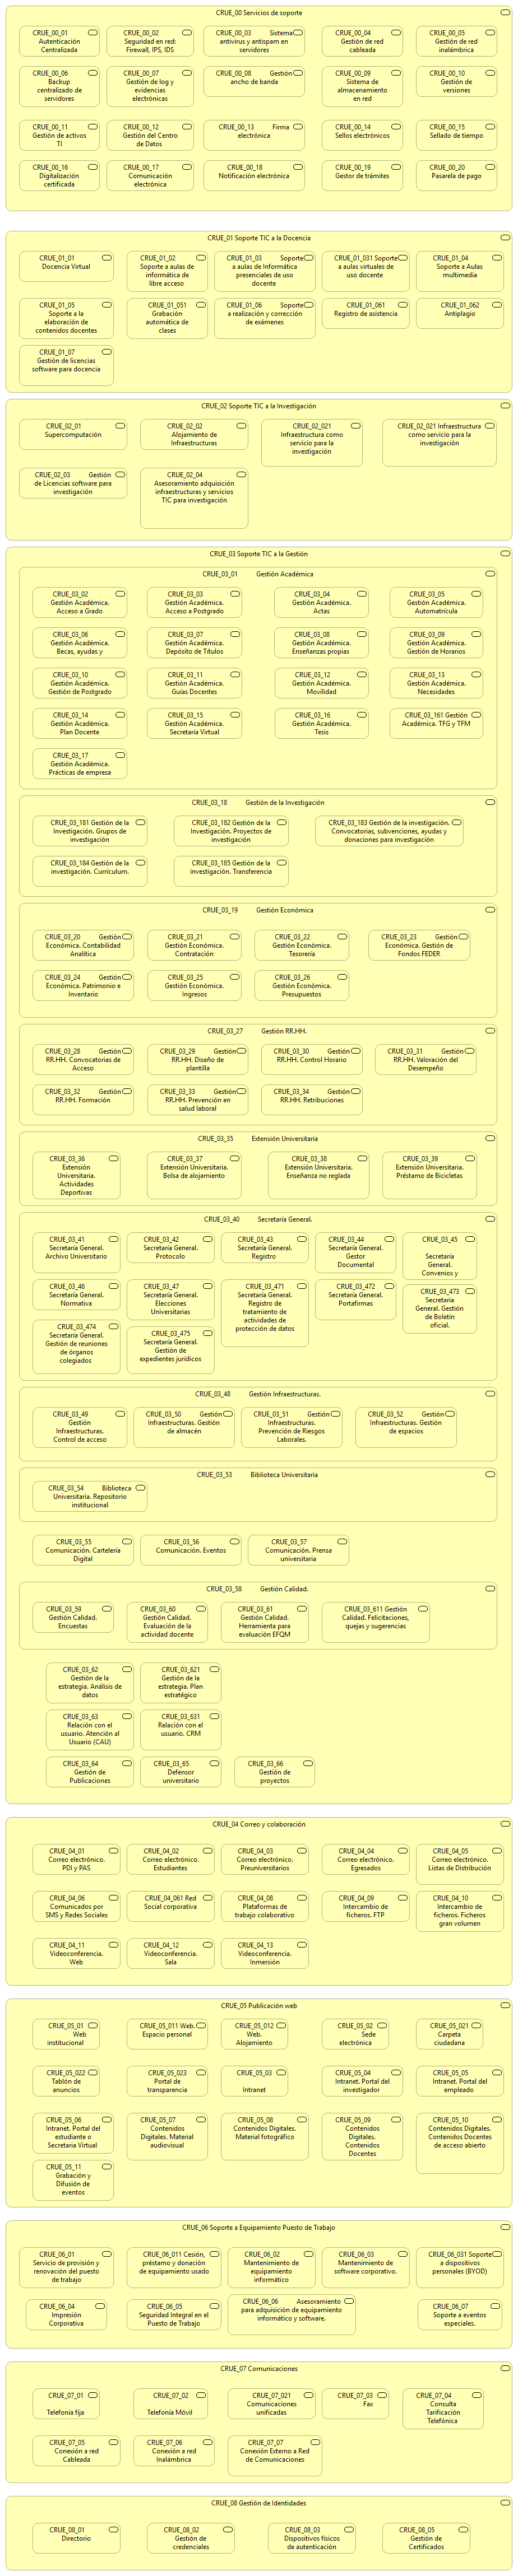 CRUE_00 Servicios de soporte
CRUE_00_01
Autenticación
Centralizada
CRUE_00_02
Seguridad en red:
Firewall, IPS, IDS
CRUE_00_03 Sistema
antivirus y antispam en
servidores
CRUE_00_04
Gestión de red
cableada
CRUE_00_05
Gestión de red
inalámbrica
CRUE_00_06
Backup
centralizado de
servidores
CRUE_00_07
Gestión de log y
evidencias
electrónicas
CRUE_00_08 Gestión
ancho de banda
CRUE_00_09
Sistema de
almacenamiento
en red
CRUE_00_10
Gestión de
versiones
CRUE_00_11
Gestión de activos
TI
CRUE_00_12
Gestión del Centro
de Datos
CRUE_00_13 Firma
electrónica
CRUE_00_14
Sellos electrónicos
CRUE_00_15
Sellado de tiempo
CRUE_00_16
Digitalización
certificada
CRUE_00_17
Comunicación
electrónica
CRUE_00_18
Notificación electrónica
CRUE_00_19
Gestor de trámites
CRUE_00_20
Pasarela de pago
CRUE_01 Soporte TIC a la Docencia
CRUE_01_01
Docencia Virtual
CRUE_01_02
Soporte a aulas de
informática de
libre acceso
CRUE_01_03 Soporte
a aulas de Informática
presenciales de uso
docente
CRUE_01_031 Soporte
a aulas virtuales de
uso docente
CRUE_01_04
Soporte a Aulas
multimedia
CRUE_01_05
Soporte a la
elaboración de
contenidos docentes
CRUE_01_051
Grabación
automática de
clases
CRUE_01_06 Soporte
a realización y corrección
de exámenes
CRUE_01_061
Registro de asistencia
CRUE_01_062
Antiplagio
CRUE_01_07
Gestión de licencias
software para docencia
CRUE_02 Soporte TIC a la Investigación
CRUE_02_01
Supercomputación
CRUE_02_02
Alojamiento de
Infraestructuras
CRUE_02_021
Infraestructura como
servicio para la
investigación
CRUE_02_021 Infraestructura
como servicio para la
investigación
CRUE_02_03 Gestión
de Licencias software para
investigación
CRUE_02_04
Asesoramiento adquisición
infraestructuras y servicios
TIC para investigación
CRUE_03 Soporte TIC a la Gestión
CRUE_03_01 Gestión Académica
CRUE_03_02
Gestión Académica.
Acceso a Grado
CRUE_03_03
Gestión Académica.
Acceso a Postgrado
CRUE_03_04
Gestión Académica.
Actas
CRUE_03_05
Gestión Académica.
Automatrícula
CRUE_03_06
Gestión Académica.
Becas, ayudas y
CRUE_03_07
Gestión Académica.
Depósito de Títulos
CRUE_03_08
Gestión Académica.
Enseñanzas propias
CRUE_03_09
Gestión Académica.
Gestión de Horarios
CRUE_03_10
Gestión Académica.
Gestión de Postgrado
CRUE_03_11
Gestión Académica.
Guías Docentes
CRUE_03_12
Gestión Académica.
Movilidad
CRUE_03_13
Gestión Académica.
Necesidades
CRUE_03_14
Gestión Académica.
Plan Docente
CRUE_03_15
Gestión Académica.
Secretaría Virtual
CRUE_03_16
Gestión Académica.
Tesis
CRUE_03_161 Gestión
Académica. TFG y TFM
CRUE_03_17
Gestión Académica.
Prácticas de empresa
CRUE_03_18 Gestión de la Investigación
CRUE_03_181 Gestión de la
Investigación. Grupos de
investigación
CRUE_03_182 Gestión de la
Investigación. Proyectos de
investigación
CRUE_03_183 Gestión de la investigación.
Convocatorias, subvenciones, ayudas y
donaciones para investigación
CRUE_03_184 Gestión de la
investigación. Currículum.
CRUE_03_185 Gestión de la
investigación. Transferencia
CRUE_03_19 Gestión Económica
CRUE_03_20 Gestión
Económica. Contabilidad
Analítica
CRUE_03_21
Gestión Económica.
Contratación
CRUE_03_22
Gestión Económica.
Tesorería
CRUE_03_23 Gestión
Económica. Gestión de
Fondos FEDER
CRUE_03_24 Gestión
Económica. Patrimonio e
Inventario
CRUE_03_25
Gestión Económica.
Ingresos
CRUE_03_26
Gestión Económica.
Presupuestos
CRUE_03_27 Gestión RR.HH.
CRUE_03_28 Gestión
RR.HH. Convocatorias de
Acceso
CRUE_03_29 Gestión
RR.HH. Diseño de
plantilla
CRUE_03_30 Gestión
RR.HH. Control Horario
CRUE_03_31 Gestión
RR.HH. Valoración del
Desempeño
CRUE_03_32 Gestión
RR.HH. Formación
CRUE_03_33 Gestión
RR.HH. Prevención en
salud laboral
CRUE_03_34 Gestión
RR.HH. Retribuciones
CRUE_03_35 Extensión Universitaria
CRUE_03_36
Extensión
Universitaria.
Actividades
Deportivas
CRUE_03_37
Extensión Universitaria.
Bolsa de alojamiento
CRUE_03_38
Extensión Universitaria.
Enseñanza no reglada
CRUE_03_39
Extensión Universitaria.
Préstamo de Bicicletas
CRUE_03_40 Secretaría General.
CRUE_03_41
Secretaría General.
Archivo Universitario
CRUE_03_42
Secretaría General.
Protocolo
CRUE_03_43
Secretaría General.
Registro
CRUE_03_44
Secretaría General.
Gestor
Documental
CRUE_03_45
Secretaría
General.
Convenios y
CRUE_03_46
Secretaría General.
Normativa
CRUE_03_47
Secretaría General.
Elecciones
Universitarias
CRUE_03_471
Secretaría General.
Registro de
tratamiento de
actividades de
protección de datos
CRUE_03_472
Secretaría General.
Portafirmas
CRUE_03_473
Secretaría
General. Gestión
de Boletín
oficial.
CRUE_03_474
Secretaría General.
Gestión de reuniones
de órganos
colegiados
CRUE_03_475
Secretaría General.
Gestión de
expedientes jurídicos
CRUE_03_48 Gestión Infraestructuras.
CRUE_03_49
Gestión
Infraestructuras.
Control de acceso
CRUE_03_50 Gestión
Infraestructuras. Gestión
de almacén
CRUE_03_51 Gestión
Infraestructuras.
Prevención de Riesgos
Laborales.
CRUE_03_52 Gestión
Infraestructuras. Gestión
de espacios
CRUE_03_53 Biblioteca Universitaria
CRUE_03_54 Biblioteca
Universitaria. Repositorio
institucional
CRUE_03_55
Comunicación. Cartelería
Digital
CRUE_03_56
Comunicación. Eventos
CRUE_03_57
Comunicación. Prensa
universitaria
CRUE_03_58 Gestión Calidad.
CRUE_03_59
Gestión Calidad.
Encuestas
CRUE_03_60
Gestión Calidad.
Evaluación de la
actividad docente
CRUE_03_61
Gestión Calidad.
Herramienta para
evaluación EFQM
CRUE_03_611 Gestión
Calidad. Felicitaciones,
quejas y sugerencias
CRUE_03_62
Gestión de la
estrategia. Análisis de
datos
CRUE_03_621
Gestión de la
estrategia. Plan
estratégico
CRUE_03_63
Relación con el
usuario. Atención al
Usuario (CAU)
CRUE_03_631
Relación con el
usuario. CRM
CRUE_03_64
Gestión de
Publicaciones
CRUE_03_65
Defensor
universitario
CRUE_03_66
Gestión de
proyectos
CRUE_04 Correo y colaboración
CRUE_04_01
Correo electrónico.
PDI y PAS
CRUE_04_02
Correo electrónico.
Estudiantes
CRUE_04_03
Correo electrónico.
Preuniversitarios
CRUE_04_04
Correo electrónico.
Egresados
CRUE_04_05
Correo electrónico.
Listas de Distribución
CRUE_04_06
Comunicados por
SMS y Redes Sociales
CRUE_04_061 Red
Social corporativa
CRUE_04_08
Plataformas de
trabajo colaborativo
CRUE_04_09
Intercambio de
ficheros. FTP
CRUE_04_10
Intercambio de
ficheros. Ficheros
gran volumen
CRUE_04_11
Videoconferencia.
Web
CRUE_04_12
Videoconferencia.
Sala
CRUE_04_13
Videoconferencia.
Inmersión
CRUE_05 Publicación web
CRUE_05_01
Web
institucional
CRUE_05_011 Web.
Espacio personal
CRUE_05_012
Web.
Alojamiento
CRUE_05_02
Sede
electrónica
CRUE_05_021
Carpeta
ciudadana
CRUE_05_022
Tablón de
anuncios
CRUE_05_023
Portal de
transparencia
CRUE_05_03
Intranet
CRUE_05_04
Intranet. Portal del
investigador
CRUE_05_05
Intranet. Portal del
empleado
CRUE_05_06
Intranet. Portal del
estudiante o
Secretaria Virtual
CRUE_05_07
Contenidos
Digitales. Material
audiovisual
CRUE_05_08
Contenidos Digitales.
Material fotográfico
CRUE_05_09
Contenidos
Digitales.
Contenidos
Docentes
CRUE_05_10
Contenidos Digitales.
Contenidos Docentes
de acceso abierto
CRUE_05_11
Grabación y
Difusión de
eventos
CRUE_06 Soporte a Equipamiento Puesto de Trabajo
CRUE_06_01
Servicio de provisión y
renovación del puesto
de trabajo
CRUE_06_011 Cesión,
préstamo y donación
de equipamiento usado
CRUE_06_02
Mantenimiento de
equipamiento
informático
CRUE_06_03
Mantenimiento de
software corporativo.
CRUE_06_031 Soporte
a dispositivos
personales (BYOD)
CRUE_06_04
Impresión
Corporativa
CRUE_06_05
Seguridad Integral en el
Puesto de Trabajo
CRUE_06_06 Asesoramiento
para adquisición de equipamiento
informático y software.
CRUE_06_07
Soporte a eventos
especiales.
CRUE_07 Comunicaciones
CRUE_07_01
Telefonía fija
CRUE_07_02
Telefonía Móvil
CRUE_07_021
Comunicaciones
unificadas
CRUE_07_03
Fax
CRUE_07_04
Consulta
Tarificación
Telefónica
CRUE_07_05
Conexión a red
Cableada
CRUE_07_06
Conexión a red
Inalámbrica
CRUE_07_07
Conexión Externo a Red
de Comunicaciones
CRUE_08 Gestión de Identidades
CRUE_08_01
Directorio
CRUE_08_02
Gestión de
credenciales
CRUE_08_03
Dispositivos físicos
de autenticación
CRUE_08_05
Gestión de
Certificados